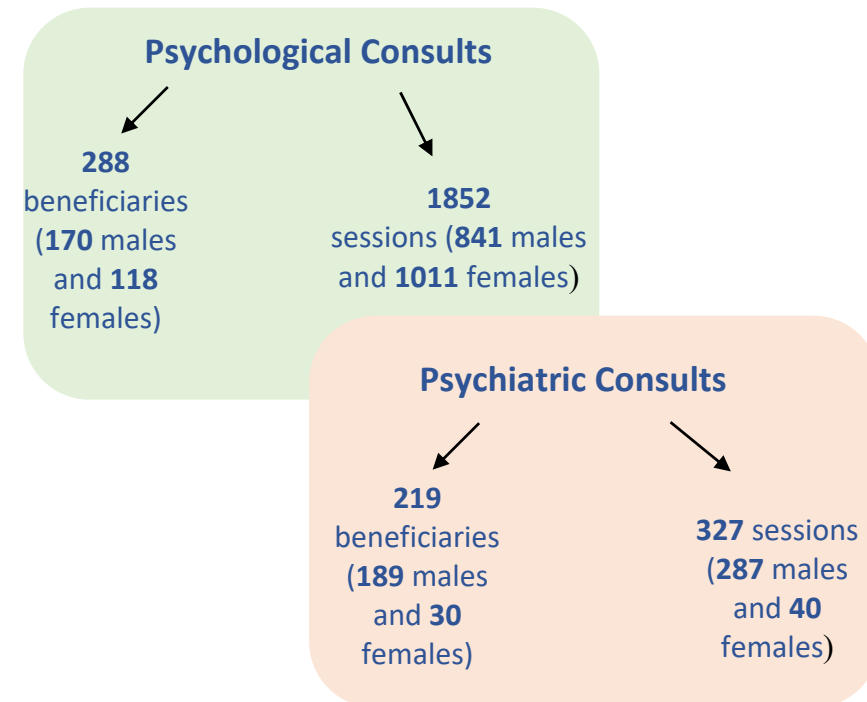 Psychological Consults
288
beneficiaries
(170 males
and 118
females)
1852
sessions (841 males
and 1011 females)
Psychiatric Consults
219
beneficiaries
(189 males
and 30
females)
327 sessions
(287 males
and 40
females)